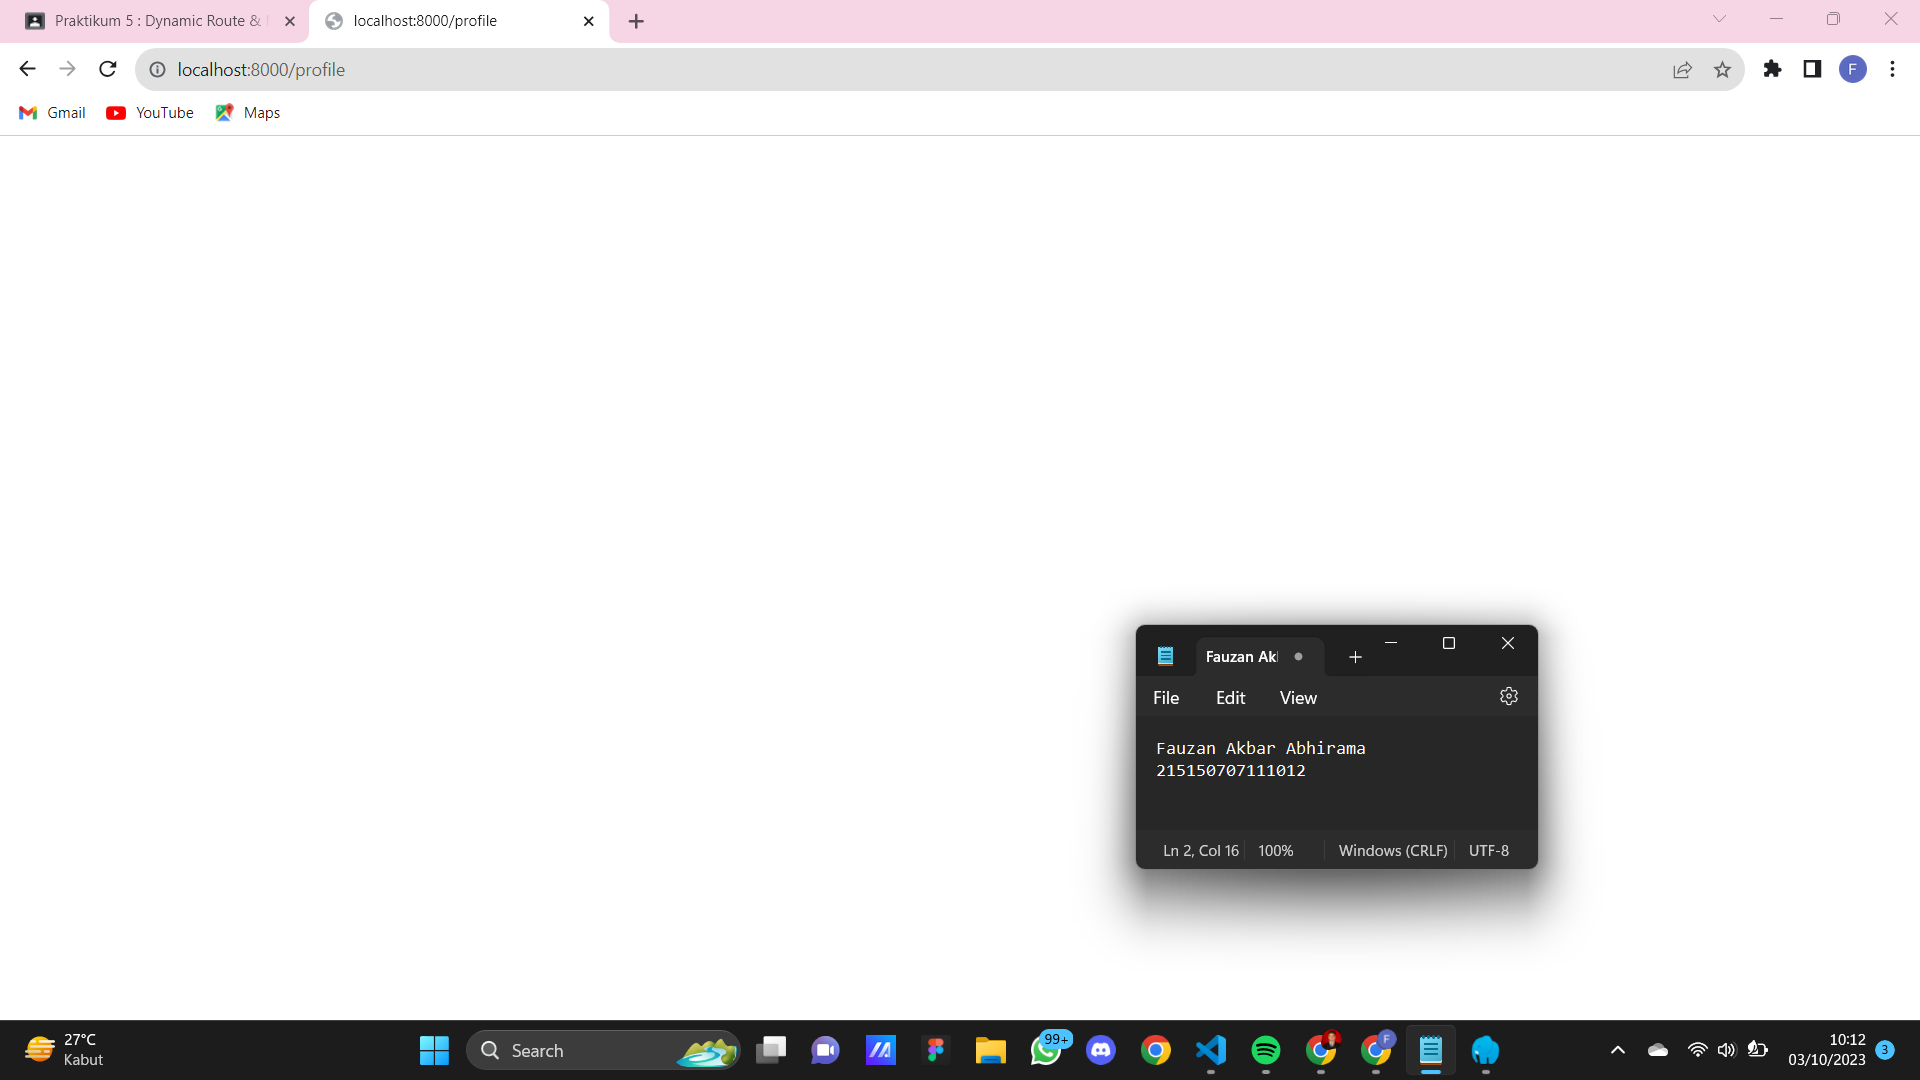 Praktikum 5 : Dynamic Route &
localhost:8000/profile
localhost:8000/profile
F
Gmail
YouTube
Maps
Fauzan Ak
File
Edit
View
Fauzan Akbar Abhirama
215150707111012
Ln 2, Col 16
100%
Windows (CRLF)
UTF-8
27°C
Kabut
Search
99+
F
10:12
03/10/2023
3